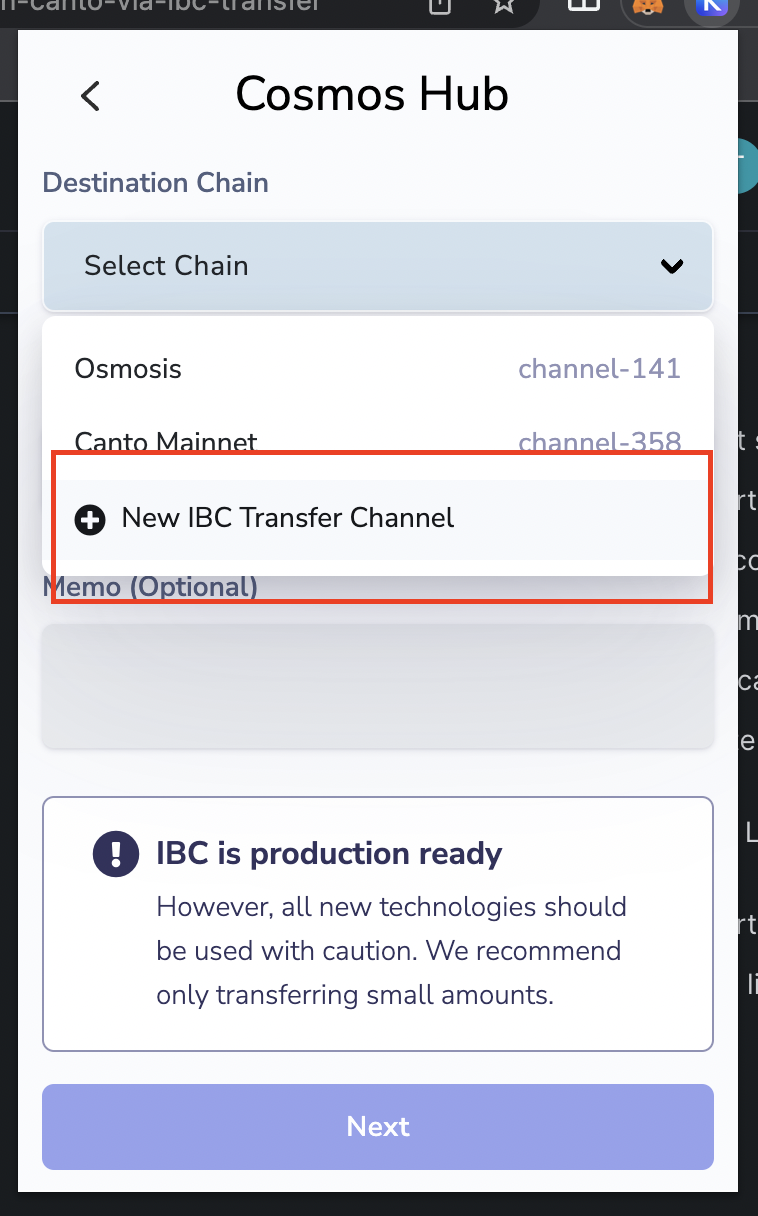 n-canto-via-ibc-transfer
Cosmos Hub
Destination Chain
Select Chain
Osmosis channel-141
Canto Mainnet channel-358
New IBC Transfer Channel
Memo (Optional)
IBC is production ready
However, all new technologies should
be used with caution. We recommend
only transferring small amounts.
Next